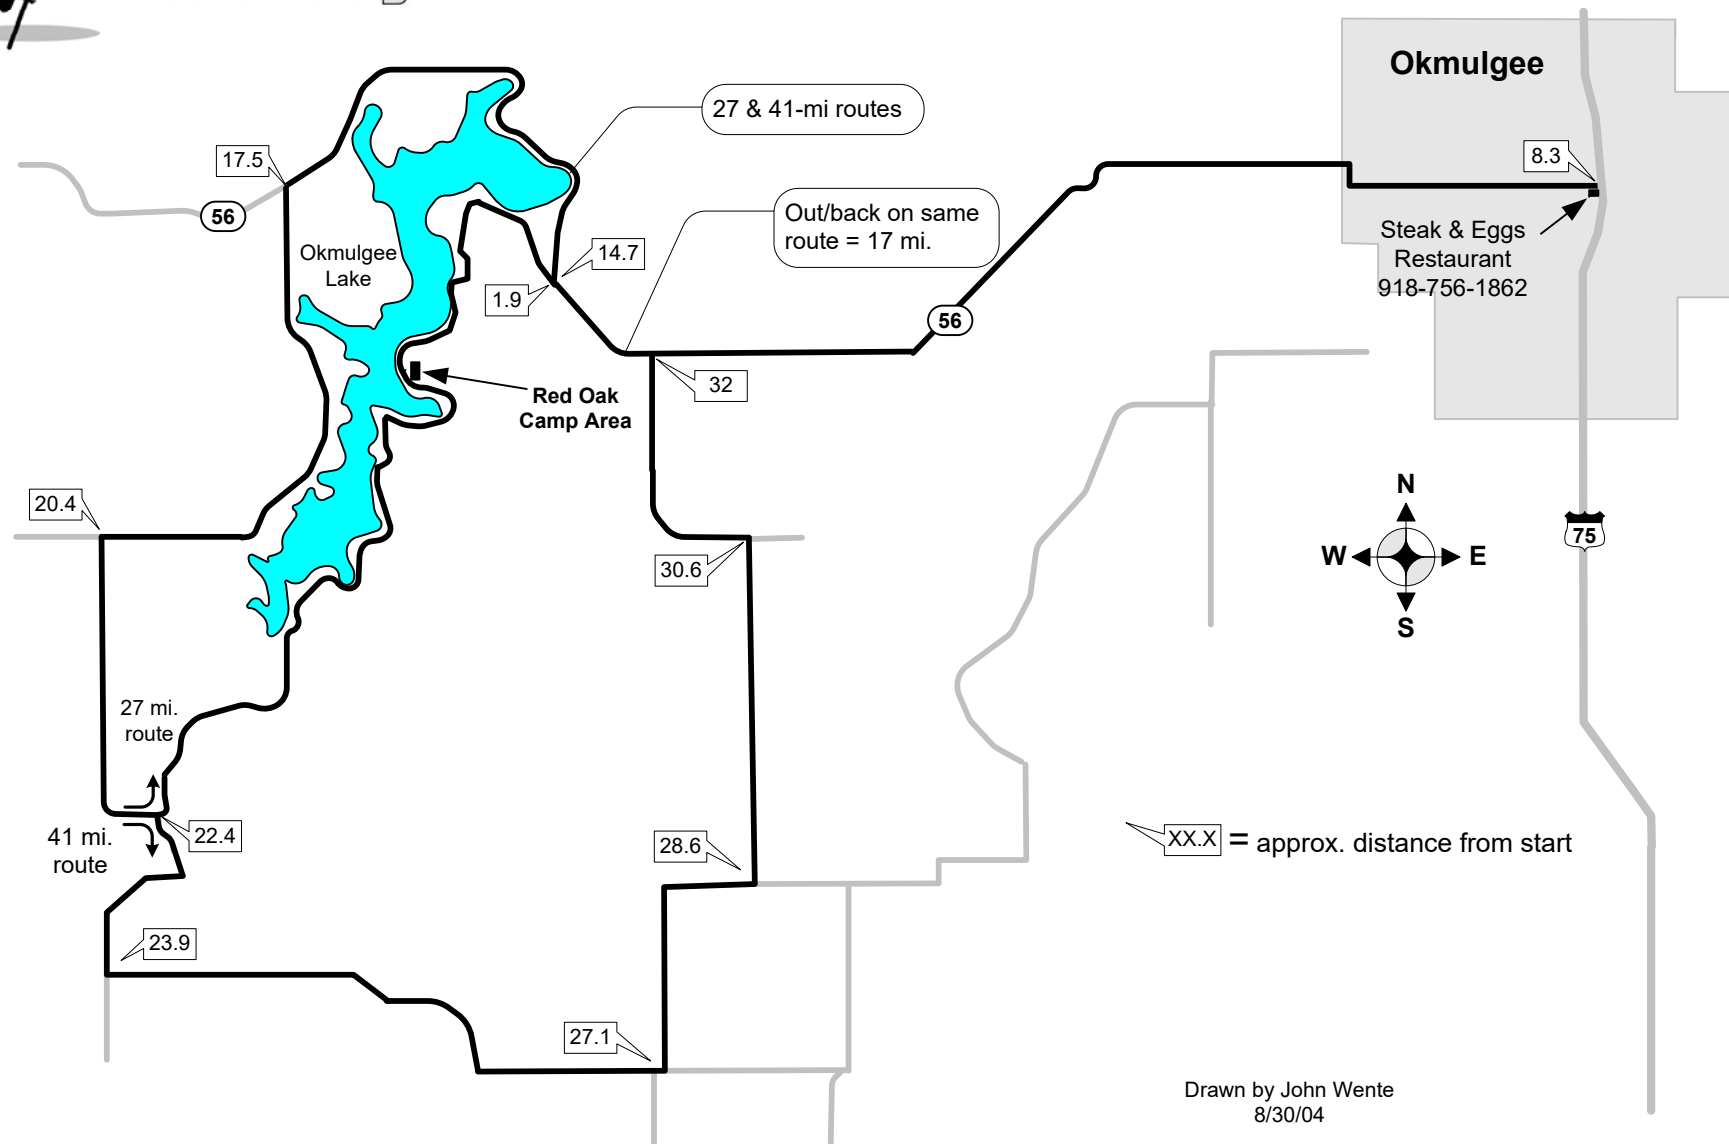 Okmulgee
27 & 41-mi routes
8.3
17.5
56
Out/back on same
route = 17 mi.
Steak & Eggs
Restaurant
918-756-1862
Okmulgee
Lake
14.7
1.9
56
32
Red Oak
Camp Area
20.4
N
W
E
S
75
30.6
27 mi.
route
41 mi.
route
22.4
28.6
XX.X = approx. distance from start
23.9
27.1
Drawn by John Wente
8/30/04